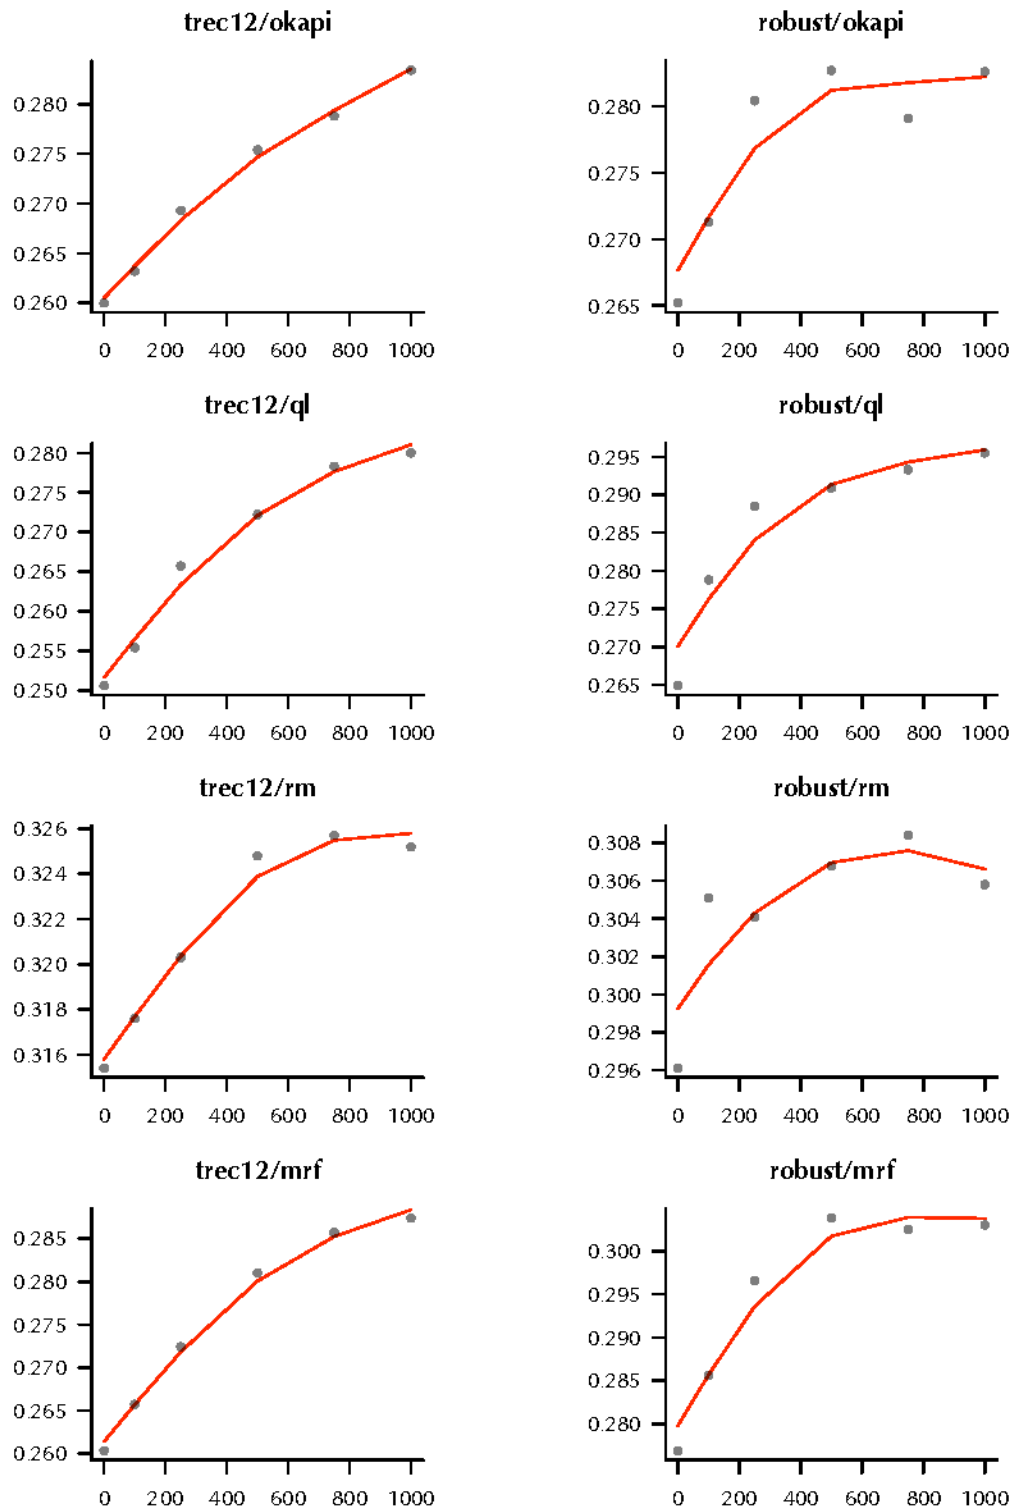 trec12/okapi
0.280
0.275
0.270
0.265
0.260
0 200 400 600 800 1000
robust/okapi
0.280
0.275
0.270
0.265
0 200 400 600 800 1000
trec12/ql
0.280
0.275
0.270
0.265
0.260
0.255
0.250
0 200 400 600 800 1000
robust/ql
0.295
0.290
0.285
0.280
0.275
0.270
0.265
0 200 400 600 800 1000
trec12/rm
0.326
0.324
0.322
0.320
0.318
0.316
0 200 400 600 800 1000
robust/rm
0.308
0.306
0.304
0.302
0.300
0.298
0.296
0 200 400 600 800 1000
trec12/mrf
0.285
0.280
0.275
0.270
0.265
0.260
0 200 400 600 800 1000
robust/mrf
0.300
0.295
0.290
0.285
0.280
0 200 400 600 800 1000